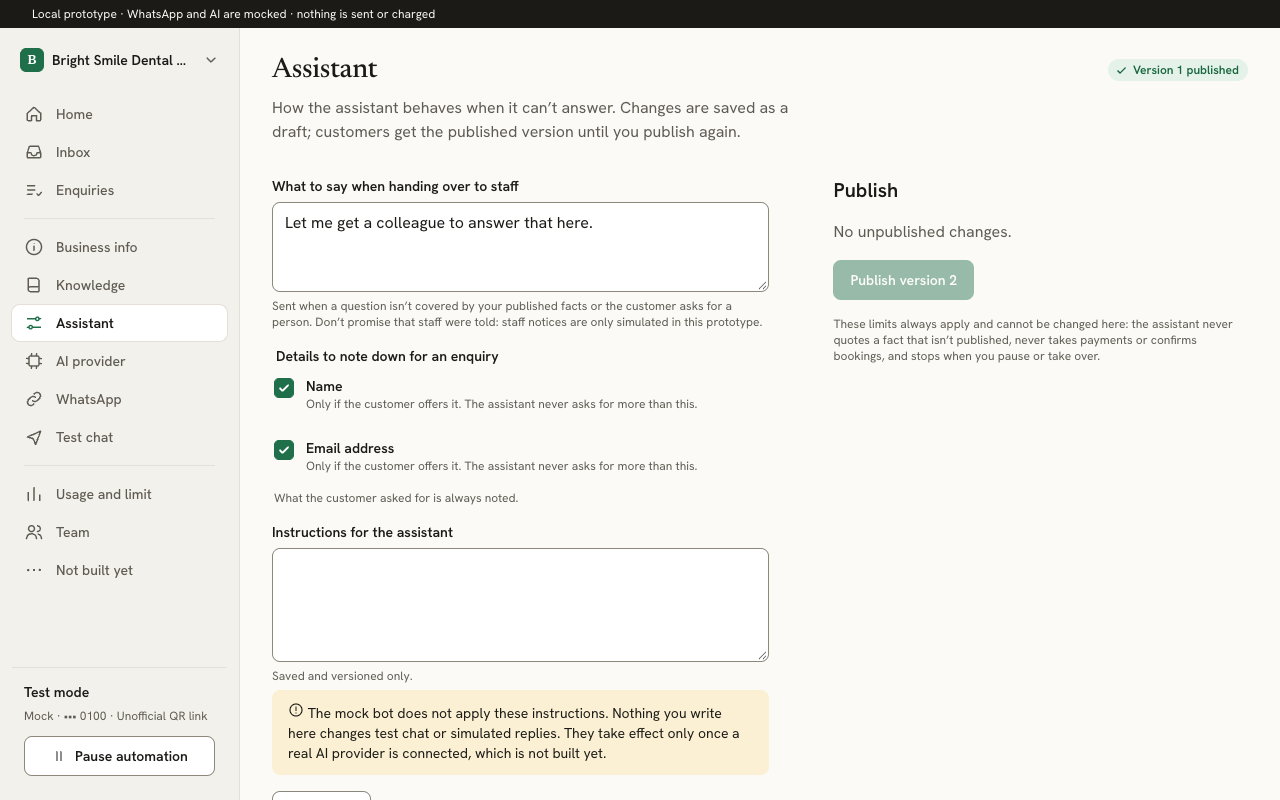 Local prototype · WhatsApp and AI are mocked · nothing is sent or charged
B
Bright Smile Dental ...
Home
Inbox
Enquiries
Business info
Knowledge
Assistant
AI provider
WhatsApp
Test chat
Usage and limit
Team
Not built yet
Test mode
Mock · ••• 0100 · Unofficial QR link
Pause automation
Assistant
Version 1 published
How the assistant behaves when it can’t answer. Changes are saved as a
draft; customers get the published version until you publish again.
What to say when handing over to staff
Let me get a colleague to answer that here.
Sent when a question isn’t covered by your published facts or the customer asks for a
person. Don’t promise that staff were told: staff notices are only simulated in this prototype.
Details to note down for an enquiry
Name
Only if the customer offers it. The assistant never asks for more than this.
Email address
Only if the customer offers it. The assistant never asks for more than this.
What the customer asked for is always noted.
Instructions for the assistant
Saved and versioned only.
The mock bot does not apply these instructions. Nothing you write
here changes test chat or simulated replies. They take effect only once a
real AI provider is connected, which is not built yet.
Publish
No unpublished changes.
Publish version 2
These limits always apply and cannot be changed here: the assistant never
quotes a fact that isn’t published, never takes payments or confirms
bookings, and stops when you pause or take over.